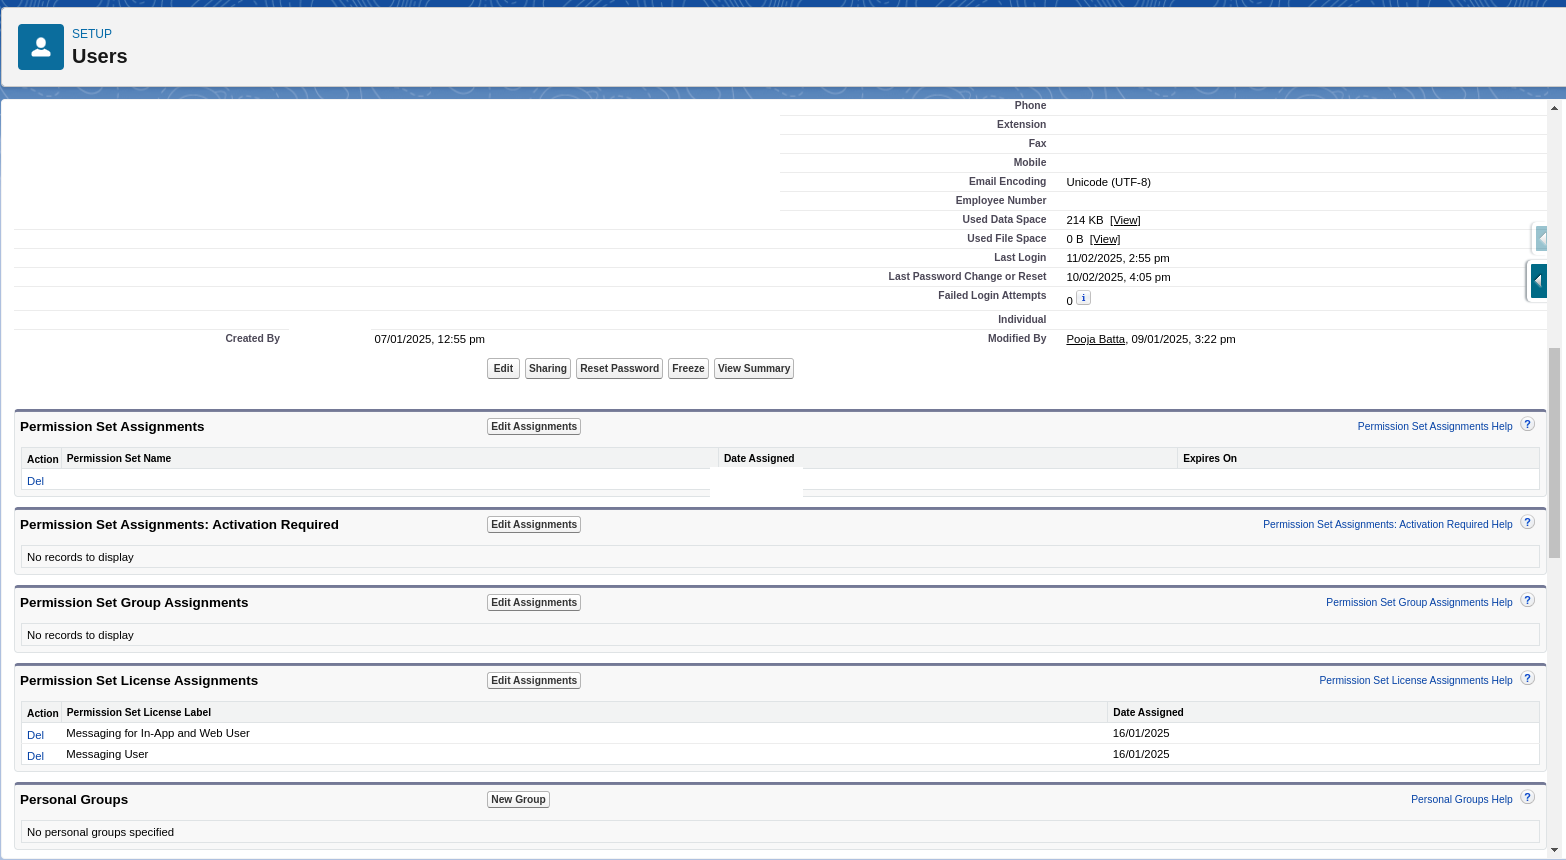 SETUP
Users
Phone
Extension
Fax
Mobile
Email Encoding Unicode (UTF-8)
Employee Number
Used Data Space 214 KB [View]
Used File Space 0 B [View]
Last Login 11/02/2025, 2:55 pm
Last Password Change or Reset 10/02/2025, 4:05 pm
Failed Login Attempts 0 i
Individual
Created By 07/01/2025, 12:55 pm Modified By Pooja Batta, 09/01/2025, 3:22 pm
Edit Sharing Reset Password Freeze View Summary
Permission Set Assignments Edit Assignments Permission Set Assignments Help ?
Action Permission Set Name Date Assigned Expires On
Del
Permission Set Assignments: Activation Required Edit Assignments Permission Set Assignments: Activation Required Help ?
No records to display
Permission Set Group Assignments Edit Assignments Permission Set Group Assignments Help ?
No records to display
Permission Set License Assignments Edit Assignments Permission Set License Assignments Help ?
Action Permission Set License Label Date Assigned
Del Messaging for In-App and Web User 16/01/2025
Del Messaging User 16/01/2025
Personal Groups New Group Personal Groups Help ?
No personal groups specified